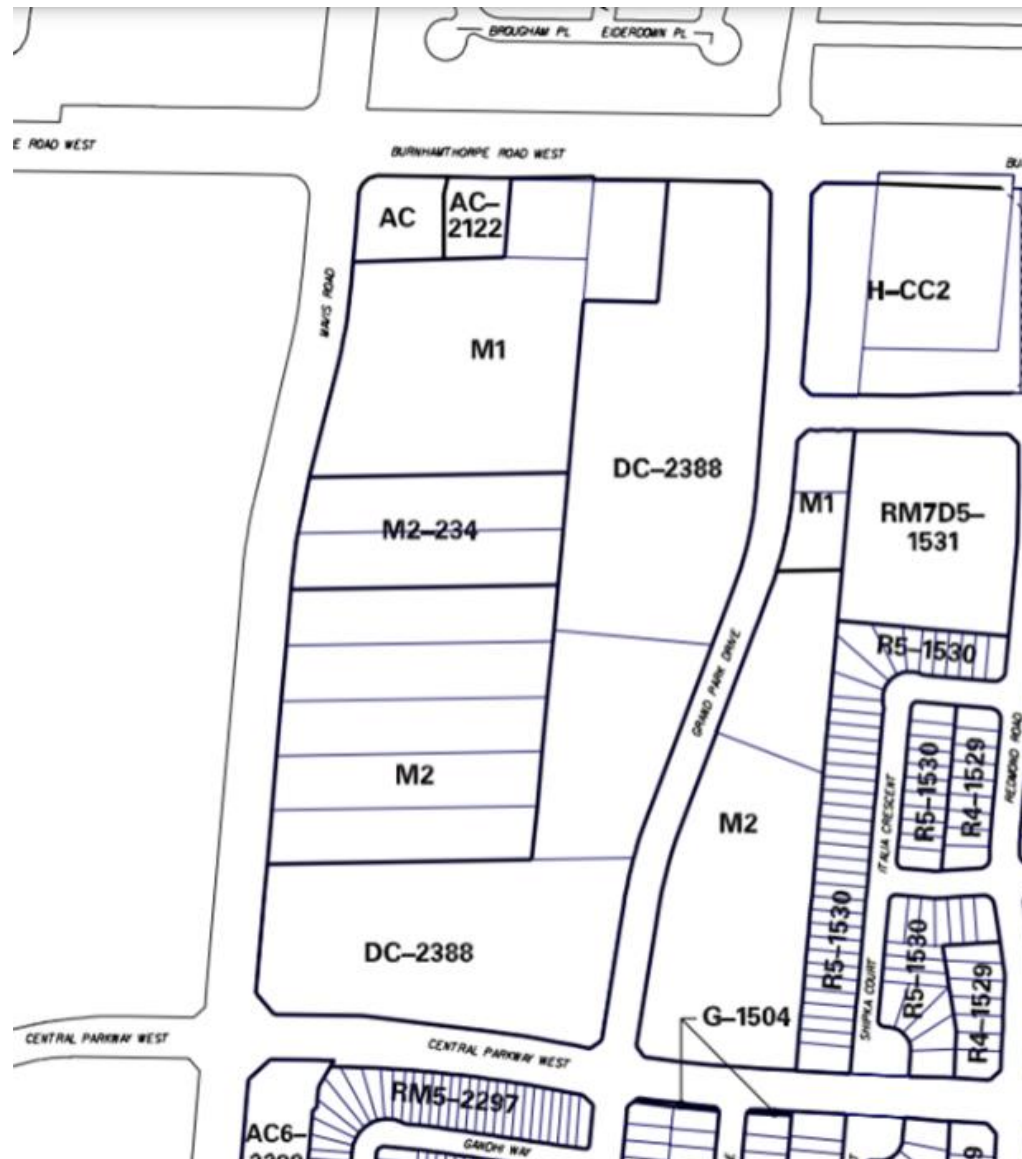 BROUGHAM PL
EIDERDOWN PL
E ROAD WEST
BURNHAMTHORPE ROAD WEST
BU
AC
AC–
2122
MAVIS ROAD
H–CC2
M1
DC–2388
M1
RM7D5–
1531
M2–234
R5–1530
GRAND PARK DRIVE
REDMOND ROAD
R5–1530
R4–1529
ITALIA CRESCENT
M2
M2
R5–1530
R5–1530
R4–1529
DC–2388
SHIPKA COURT
G–1504
CENTRAL PARKWAY WEST
CENTRAL PARKWAY WEST
RM5–2297
AC6–
GANDHI WAY
9